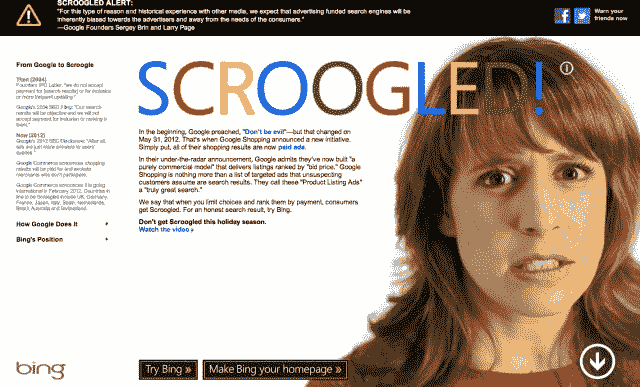 SCROOGLED ALERT:
"For this type of reason and historical experience with other media, we expect that advertising funded search engines will be
inherently biased towards the advertisers and away from the needs of the consumers."
—Google Founders Sergey Brin and Larry Page
Warn your
friends now
From Google to Scroogle
Then (2004)
Founders IPO Letter, "we do not accept
payment for [search results] or for inclusion
or more frequent updating."
Google's 2004 SEC Filing: "Our search
results will be objective and we will not
accept payment for inclusion or ranking in
them."
Now (2012)
Google's 2012 SEC Disclosure: "After all,
ads are just more answers to users'
queries."
Google Commerce announces shopping
will be paid for and exclude
merchants who don't participate.
Google Commerce announces it is going
international in February 2013. Countries in
line to be Scroogled include UK, Germany,
France, Japan, Italy, Spain, Netherlands,
Brazil, Australia and Switzerland.
How Google Does It
Bing's Position
SCROOGLED!
In the beginning, Google preached, "Don't be evil"—but that changed on
May 31, 2012. That's when Google Shopping announced a new initiative.
Simply put, all of their shopping results are now paid ads.
In their under-the-radar announcement, Google admits they've now built "a
purely commercial model" that delivers listings ranked by "bid price." Google
Shopping is nothing more than a list of targeted ads that unsuspecting
customers assume are search results. They call these "Product Listing Ads"
a "truly great search."
We say that when you limit choices and rank them by payment, consumers
get Scroogled. For an honest search result, try Bing.
Don't get Scroogled this holiday season.
Watch the video
bing
Try Bing »
Make Bing your homepage »